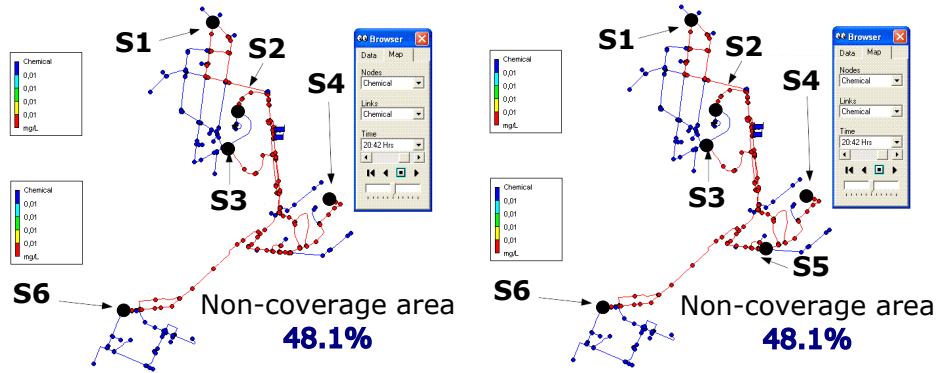 S1
S2
S4
S3
S6
Chemical
0,01
0,01
0,01
0,01
mg/L
Chemical
0,01
0,01
0,01
0,01
mg/L
Browser
Data Map
Nodes
Chemical
Links
Chemical
Time
20:42 Hrs
Non-coverage area
48.1%
S1
S2
S4
S3
S5
S6
Chemical
0,01
0,01
0,01
0,01
mg/L
Chemical
0,01
0,01
0,01
0,01
mg/L
Browser
Data Map
Nodes
Chemical
Links
Chemical
Time
20:42 Hrs
Non-coverage area
48.1%